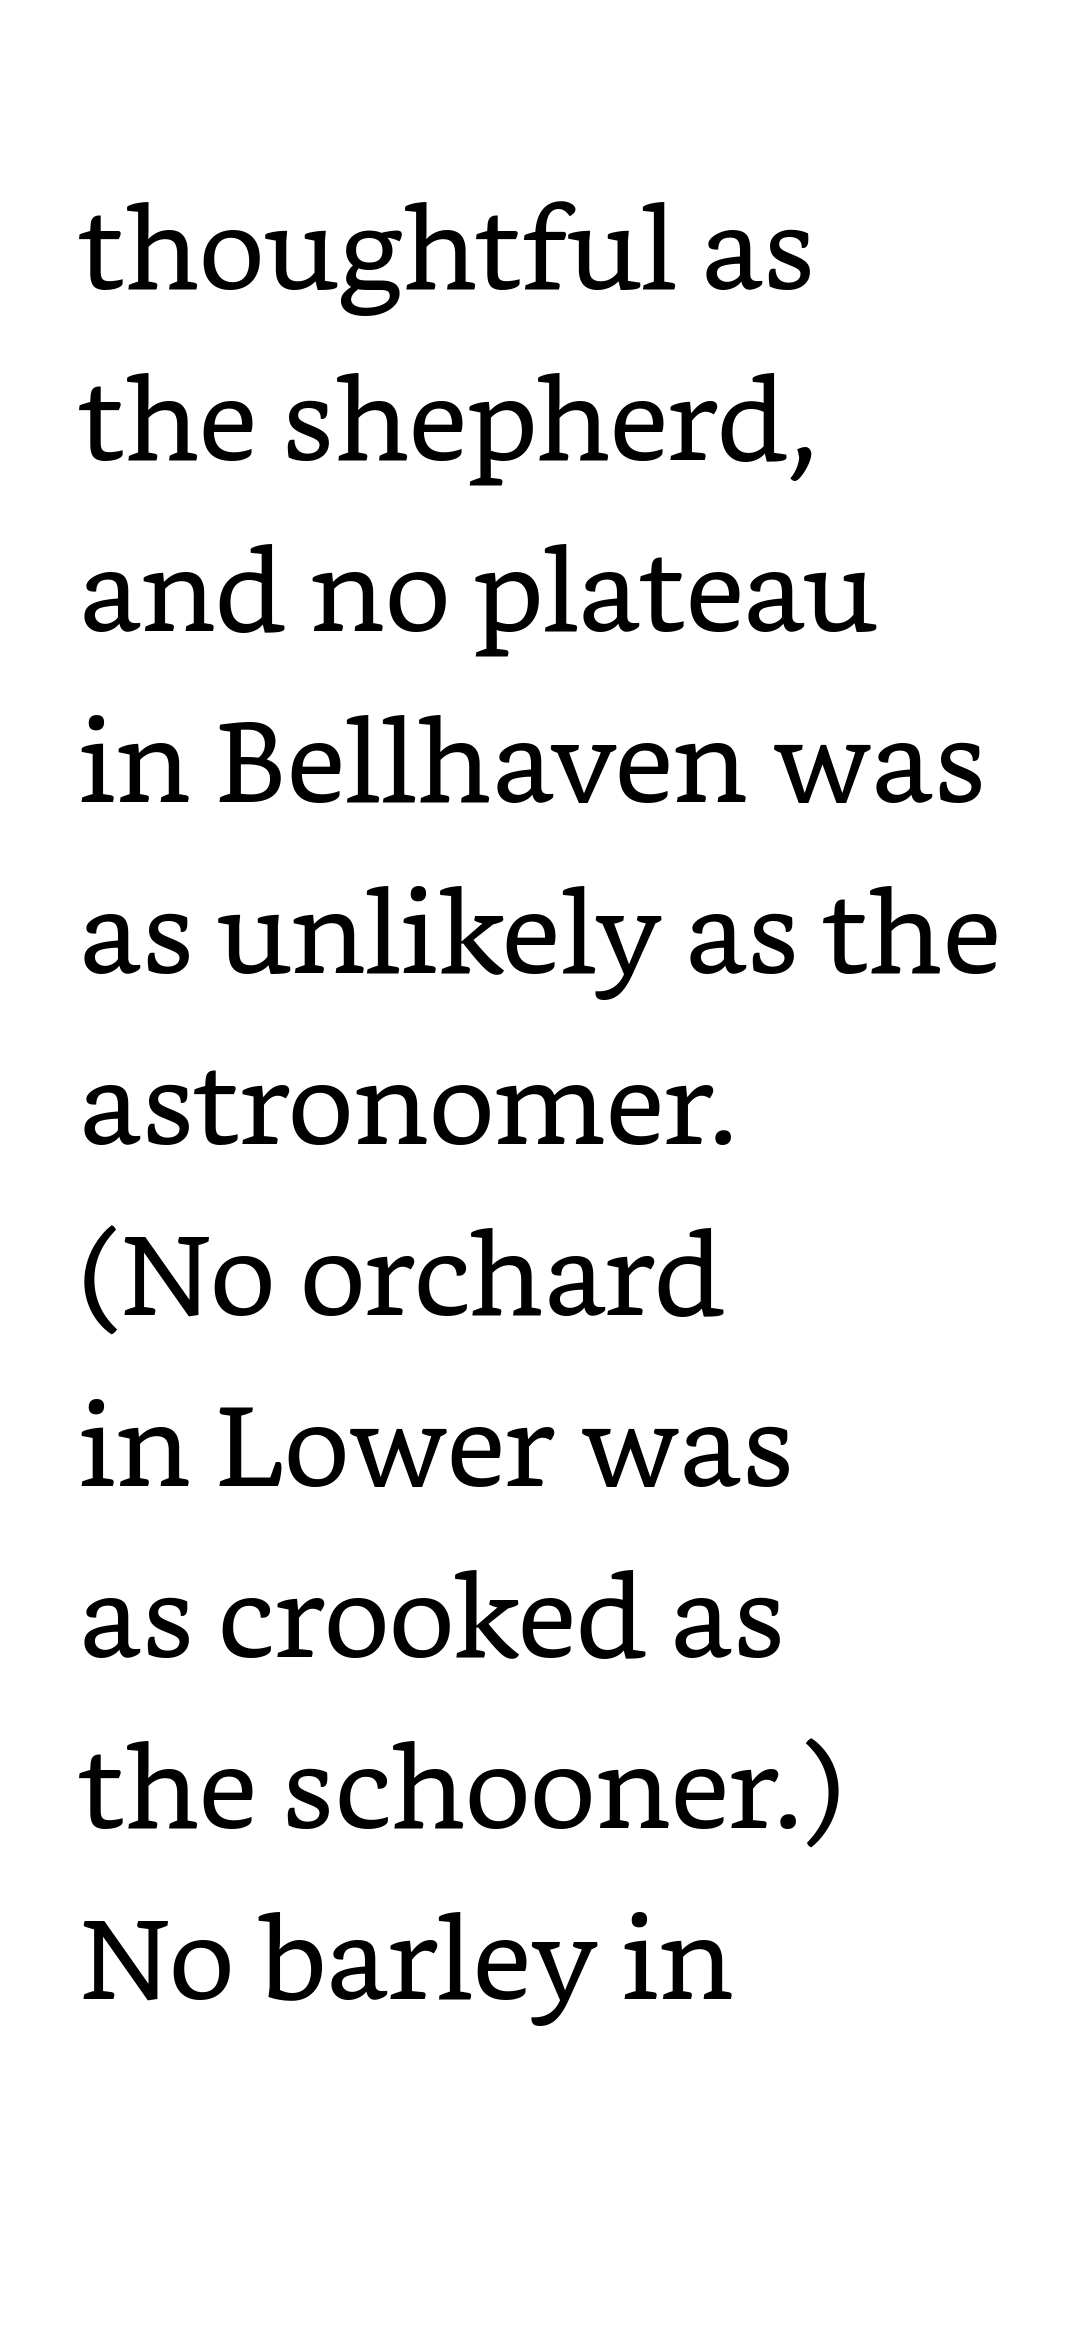 thoughtful as
the shepherd,
and no plateau
in Bellhaven was
as unlikely as the
astronomer.
(No orchard
in Lower was
as crooked as
the schooner.)
No barley in